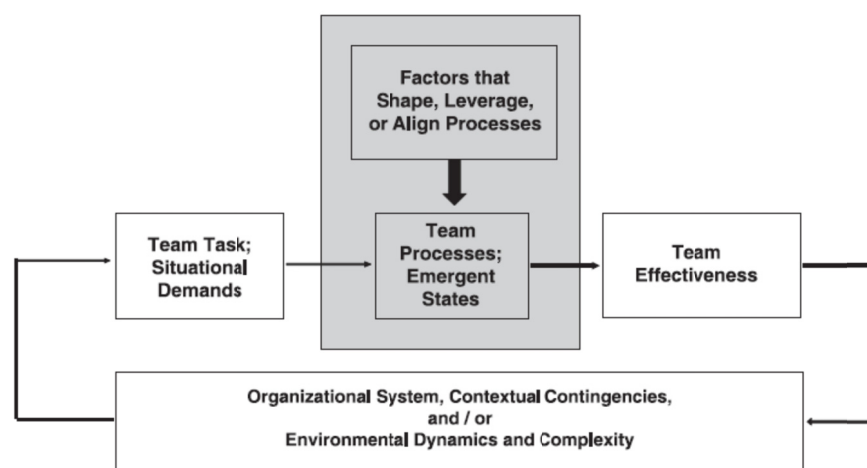 Factors that
Shape, Leverage,
or Align Processes
Team Task;
Situational
Demands
Team
Processes;
Emergent
States
Team
Effectiveness
Organizational System, Contextual Contingencies,
and / or
Environmental Dynamics and Complexity